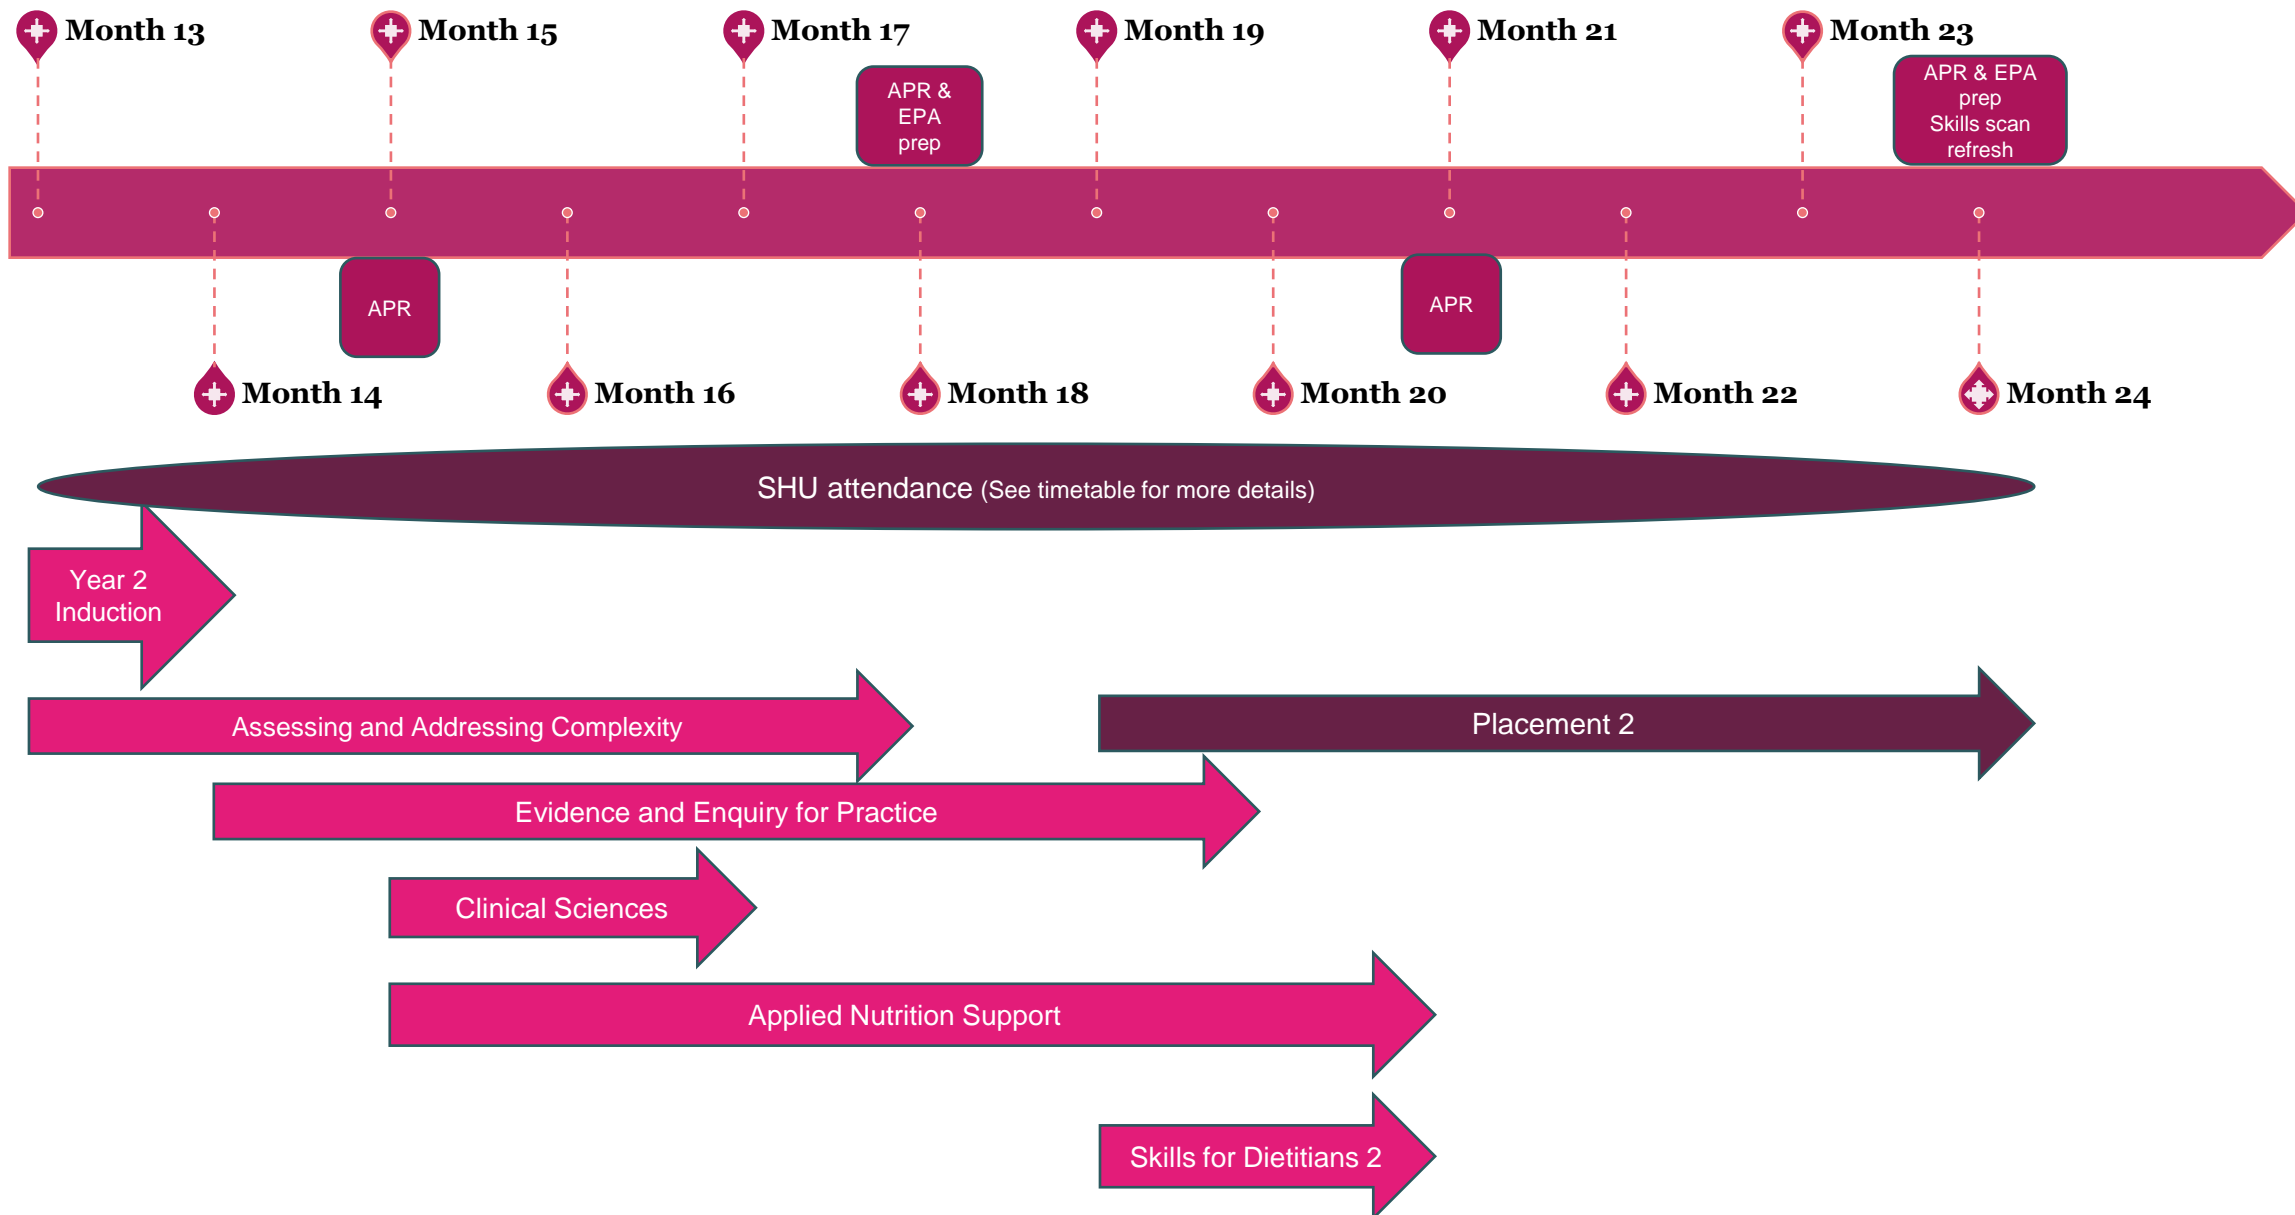 Month 13
Month 15
Month 17
Month 19
Month 21
Month 23
APR &
EPA
prep
APR & EPA
prep
Skills scan
refresh
APR
APR
Month 14
Month 16
Month 18
Month 20
Month 22
Month 24
SHU attendance (See timetable for more details)
Year 2
Induction
Assessing and Addressing Complexity
Placement 2
Evidence and Enquiry for Practice
Clinical Sciences
Applied Nutrition Support
Skills for Dietitians 2